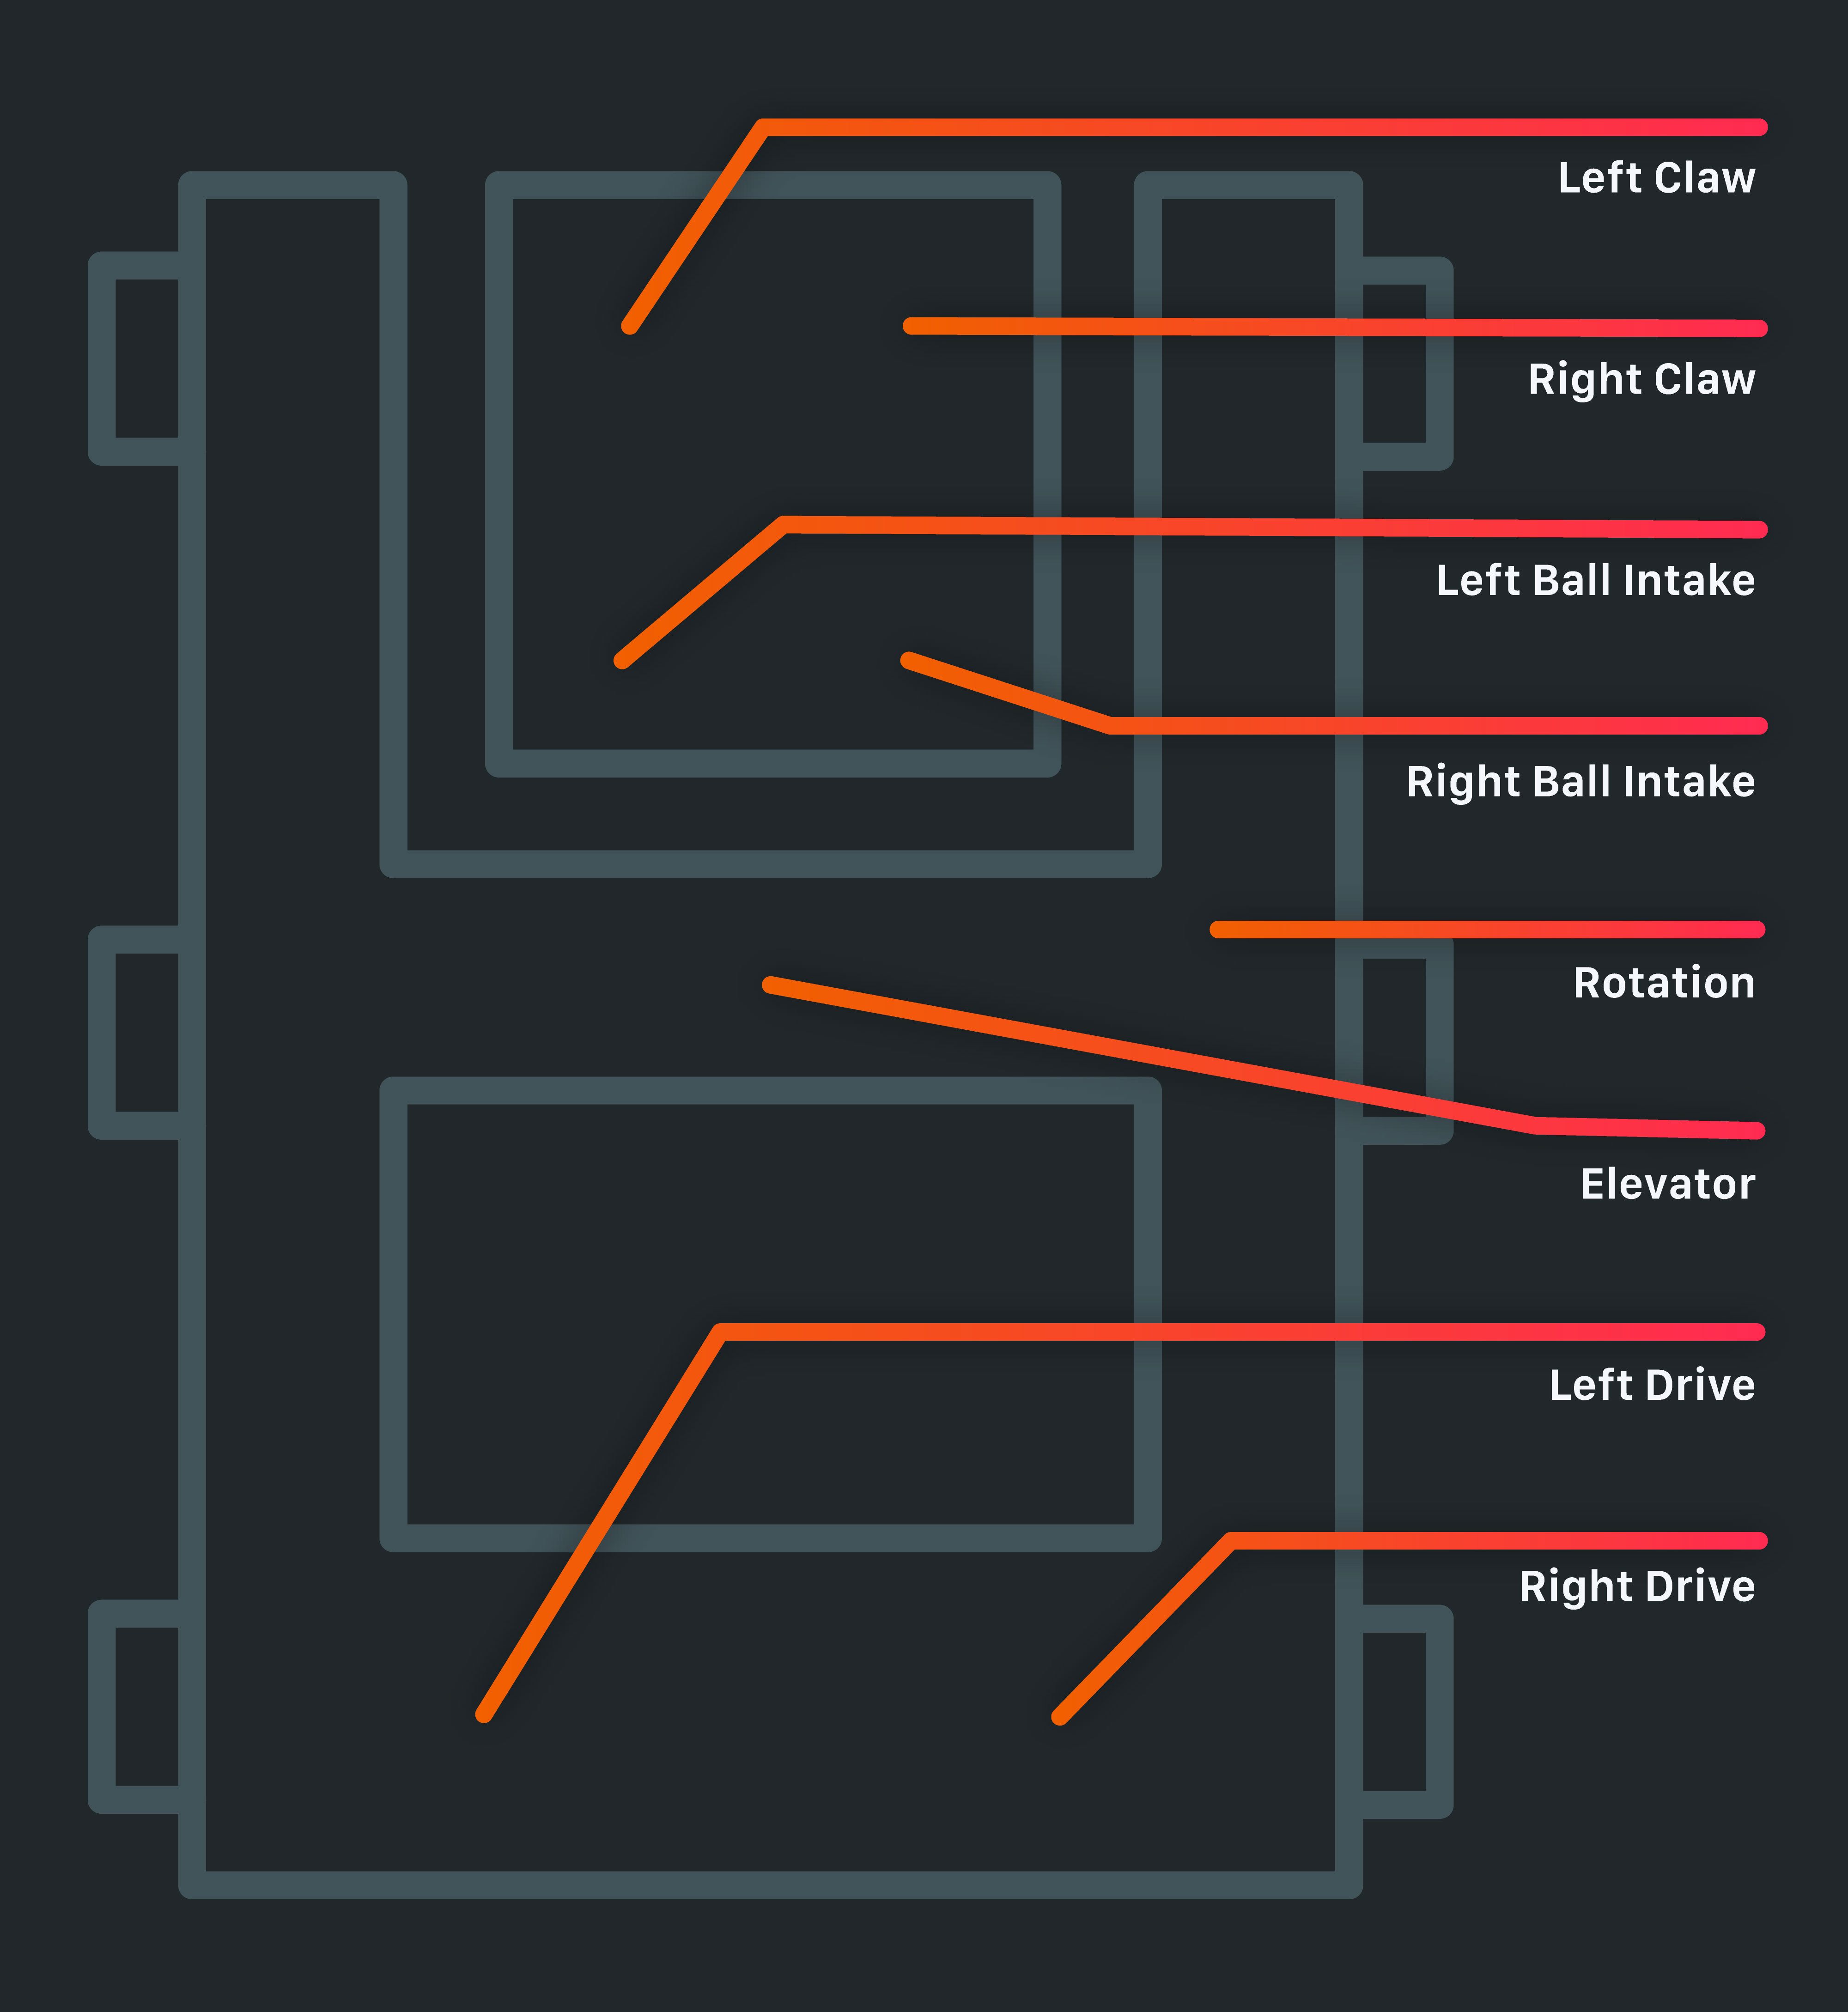 Left Claw
Right Claw
Left Ball Intake
Right Ball Intake
Rotation
Elevator
Left Drive
Right Drive